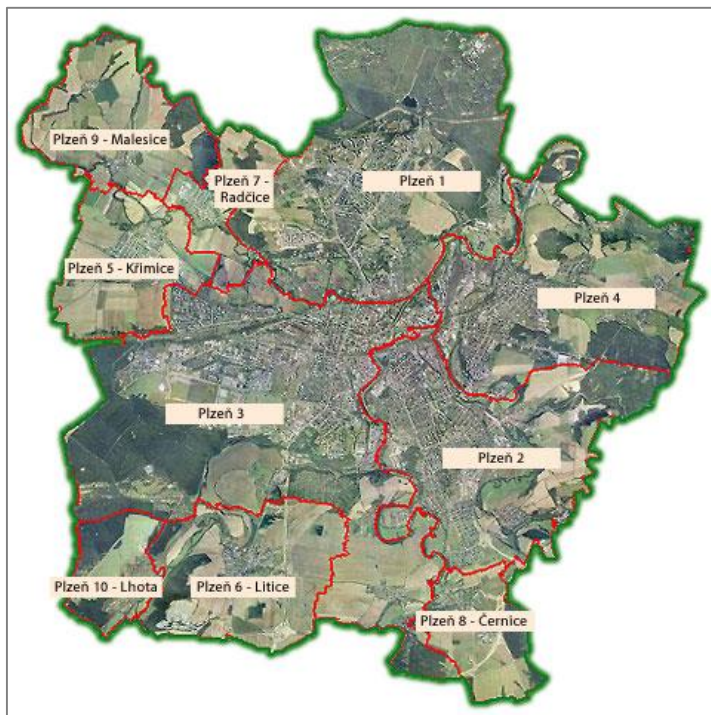 Plzeň 9 - Malesice
Plzeň 7 -
Radčice
Plzeň 1
Plzeň 5 - Křimice
Plzeň 4
Plzeň 3
Plzeň 2
Plzeň 10 - Lhota
Plzeň 6 - Litice
Plzeň 8 - Černice